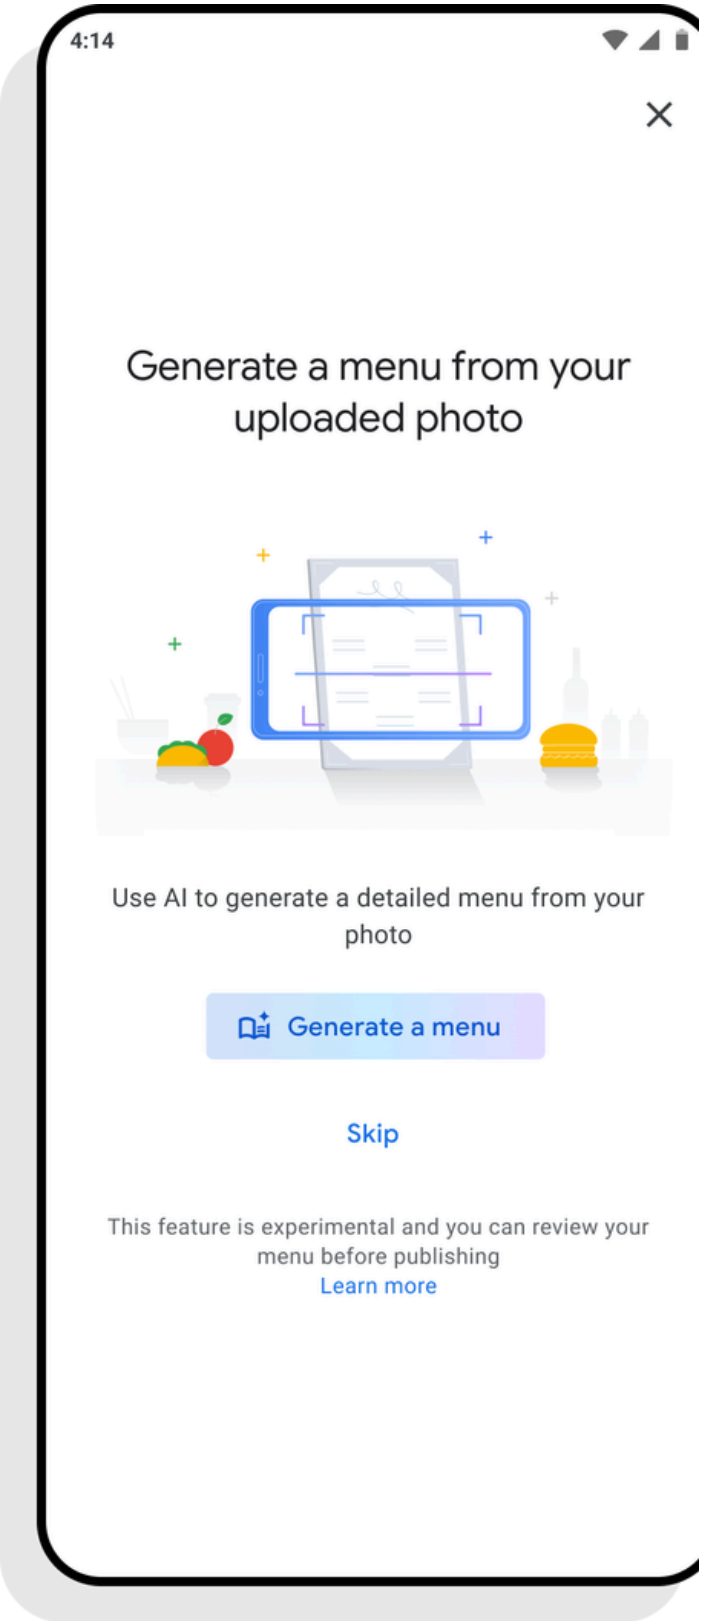 4:14
Generate a menu from your
uploaded photo
Use AI to generate a detailed menu from your
photo
Generate a menu
Skip
This feature is experimental and you can review your
menu before publishing
Learn more